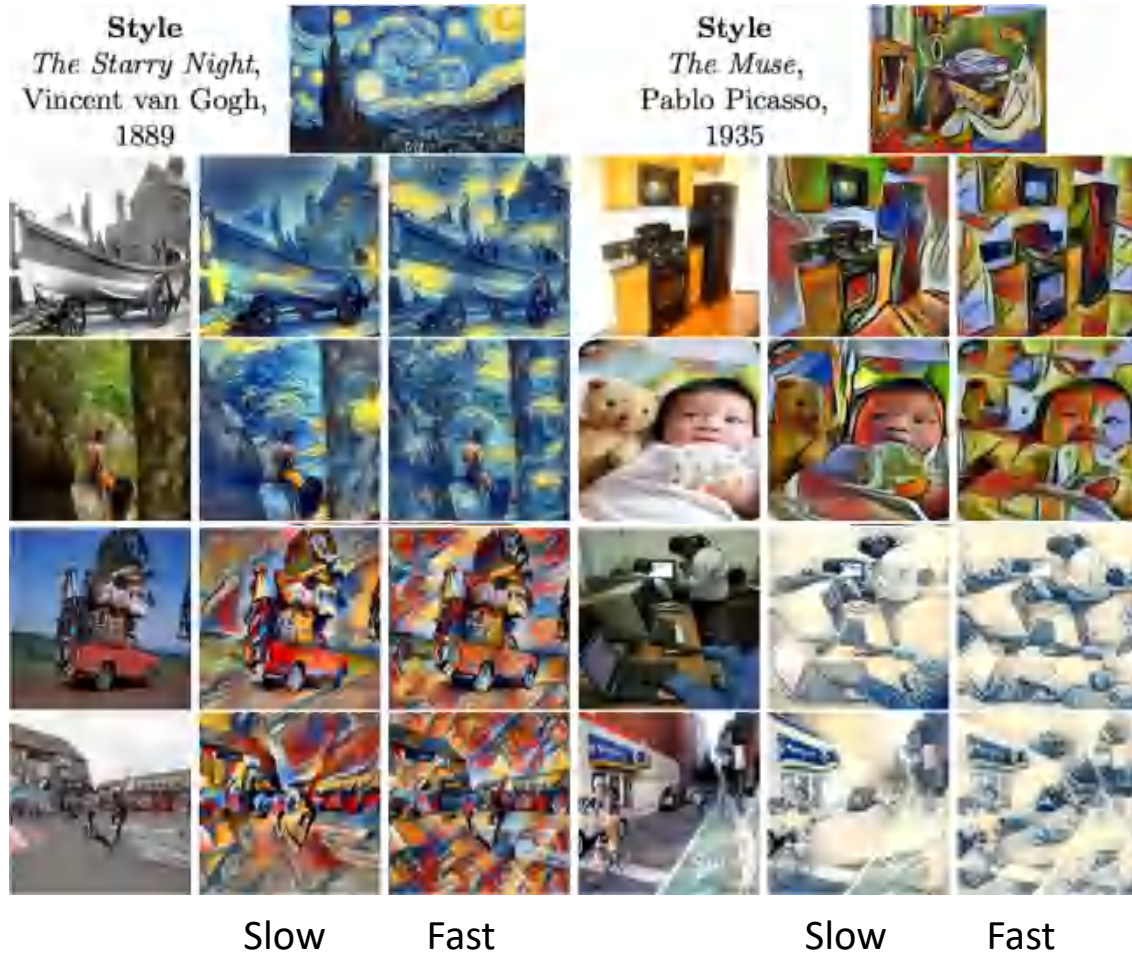 Style
The Starry Night,
Vincent van Gogh,
1889
Style
The Muse,
Pablo Picasso,
1935
Slow Fast
Slow Fast